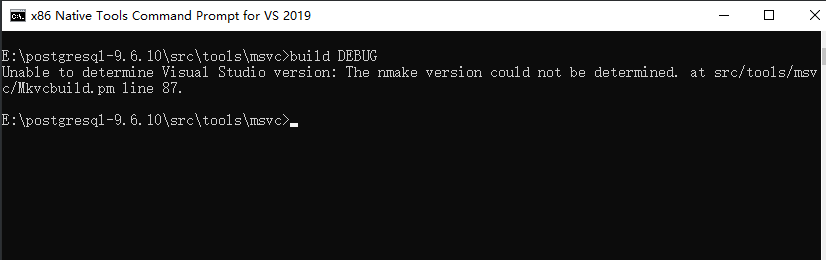 x86 Native Tools Command Prompt for VS 2019
E:\postgresql-9.6.10\src\tools\msvc>build DEBUG
Unable to determine Visual Studio version: The nmake version could not be determined. at src/tools/msv
c/Mkvcbuild.pm line 87.
E:\postgresql-9.6.10\src\tools\msvc>